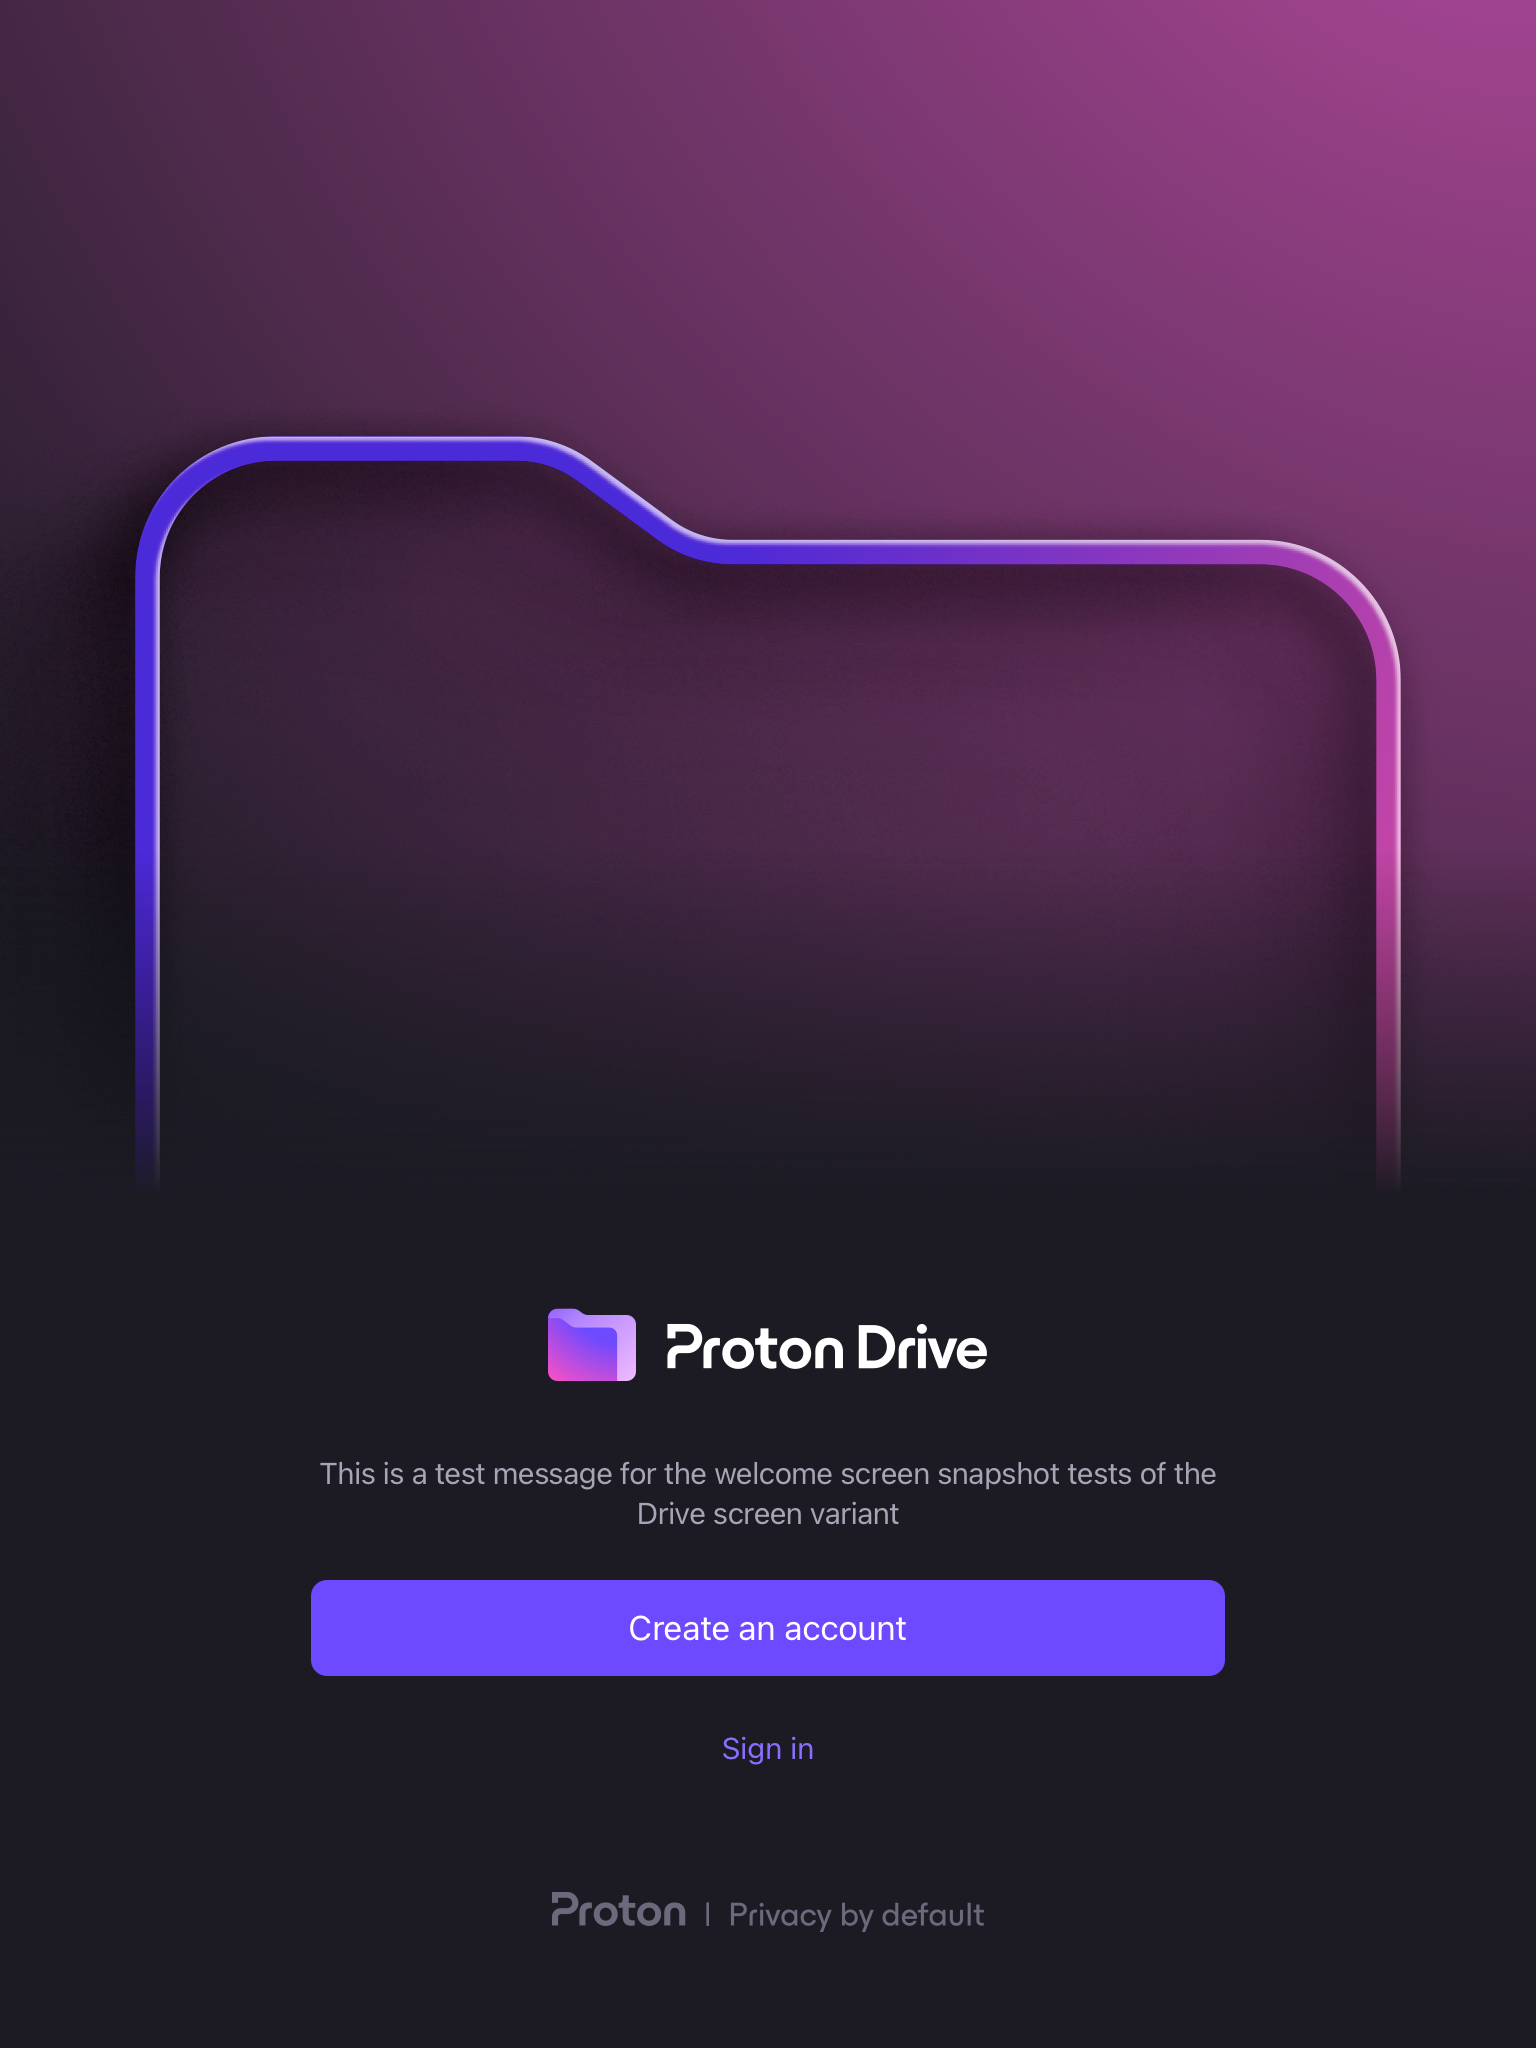 Proton Drive
This is a test message for the welcome screen snapshot tests of the
Drive screen variant
Create an account
Sign in
Proton | Privacy by default